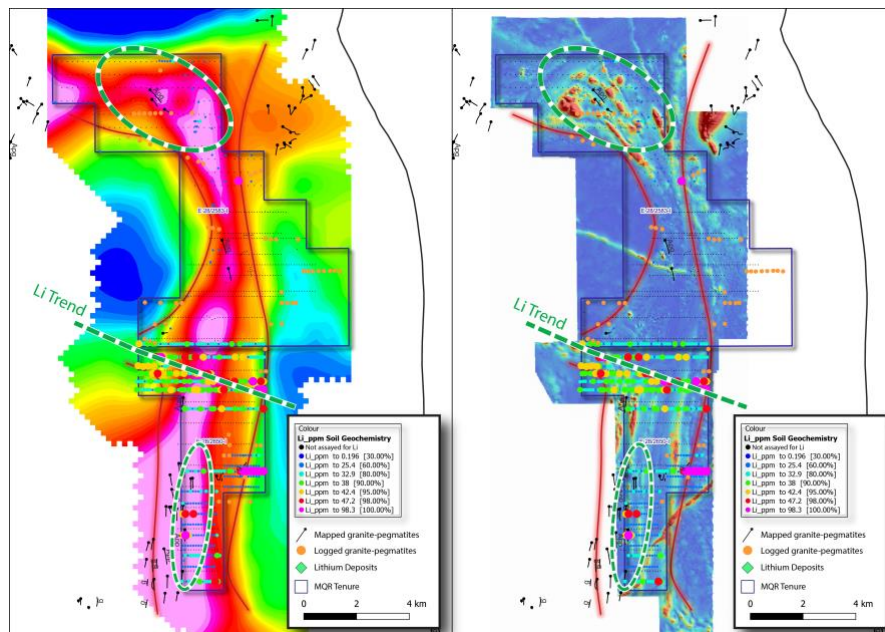 E 28/2583-I
Li Trend
Colour
Li_ppm Soil Geochemistry
Not assayed for Li
Li_ppm to 0.196 [30.00%]
Li_ppm to 25.4 [60.00%]
Li_ppm to 32.9 [80.00%]
Li_ppm to 38 [90.00%]
Li_ppm to 42.4 [95.00%]
Li_ppm to 47.2 [98.00%]
Li_ppm to 98.3 [100.00%]
Mapped granite-pegmatites
Logged granite-pegmatites
Lithium Deposits
MQR Tenure
0 2 4 km
E 28/2583-I
Li Trend
Colour
Li_ppm Soil Geochemistry
Not assayed for Li
Li_ppm to 0.196 [30.00%]
Li_ppm to 25.4 [60.00%]
Li_ppm to 32.9 [80.00%]
Li_ppm to 38 [90.00%]
Li_ppm to 42.4 [95.00%]
Li_ppm to 47.2 [98.00%]
Li_ppm to 98.3 [100.00%]
Mapped granite-pegmatites
Logged granite-pegmatites
Lithium Deposits
MQR Tenure
0 2 4 km